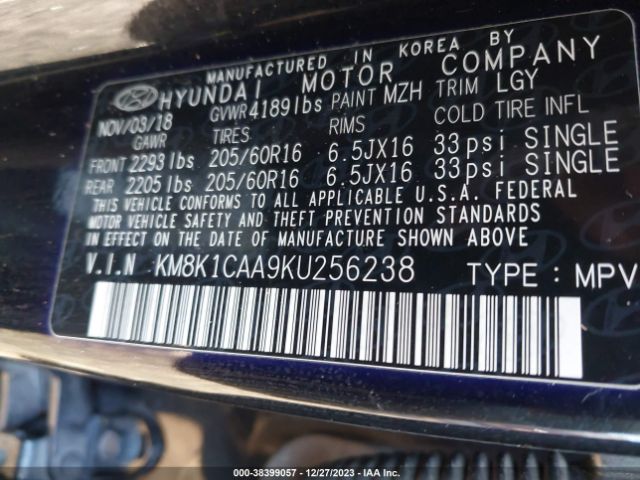 MANUFACTURED IN KOREA BY
HYUNDAI MOTOR COMPANY
NOV/03/18 GVWR 4189 lbs PAINT MZH TRIM LGY
GAWR TIRES RIMS COLD TIRE INFL
FRONT 2293 lbs 205/60R16 6.5JX16 33psi SINGLE
REAR 2205 lbs 205/60R16 6.5JX16 33psi SINGLE
THIS VEHICLE CONFORMS TO ALL APPLICABLE U.S.A. FEDERAL
MOTOR VEHICLE SAFETY AND THEFT PREVENTION STANDARDS
IN EFFECT ON THE DATE OF MANUFACTURE SHOWN ABOVE.
V.I.N KM8K1CAA9KU256238 TYPE : MPV
000-38399057 - 12/27/2023 - IAA Inc.